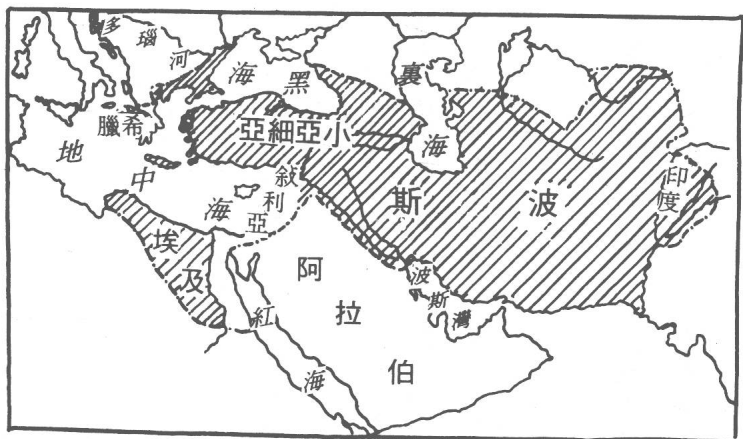 多瑙河
黑海
裏海
希臘
小亞細亞
地中海
敘利亞
波斯
印度
埃及
阿拉伯
波斯灣
紅海